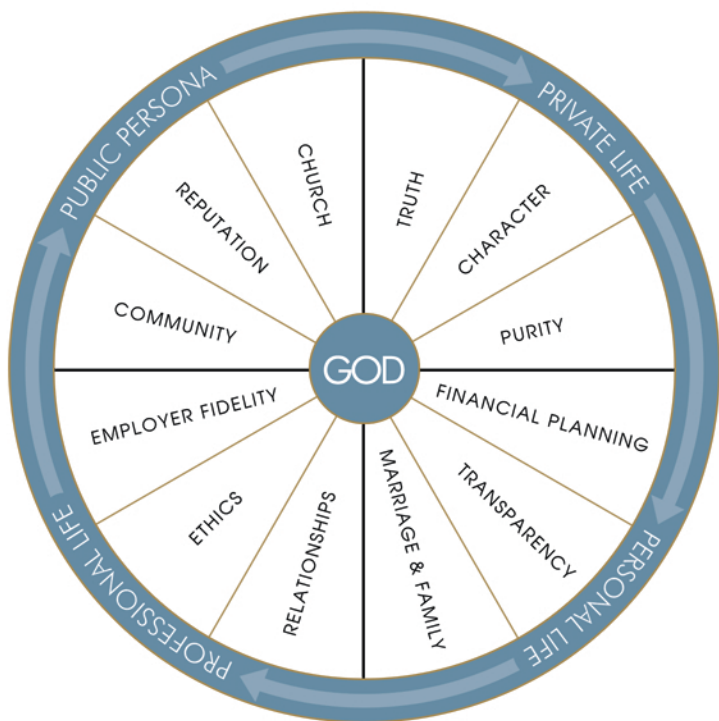 PUBLIC PERSONA
PRIVATE LIFE
PERSONAL LIFE
PROFESSIONAL LIFE
CHURCH
TRUTH
CHARACTER
PURITY
FINANCIAL PLANNING
TRANSPARENCY
MARRIAGE & FAMILY
RELATIONSHIPS
ETHICS
EMPLOYER FIDELITY
COMMUNITY
REPUTATION
GOD